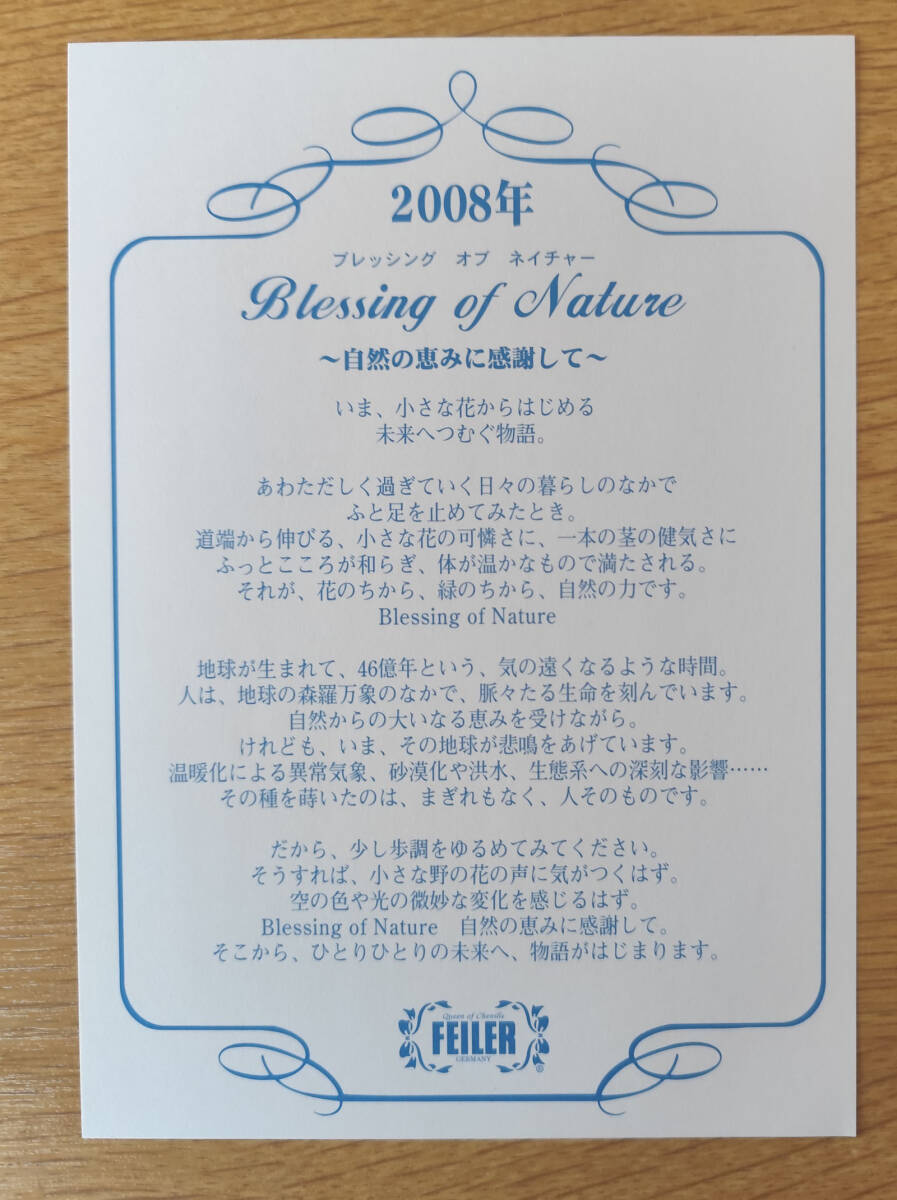 2008年
ブレッシング オブ ネイチャー
Blessing of Nature
～自然の恵みに感謝して～
いま、小さな花からはじめる
未来へつむぐ物語。
あわただしく過ぎていく日々の暮らしのなかで
ふと足を止めてみたとき。
道端から伸びる、小さな花の可憐さに、一本の茎の健気さに
ふっとこころが和らぎ、体が温かなもので満たされる。
それが、花のちから、緑のちから、自然の力です。
Blessing of Nature
地球が生まれて、46億年という、気の遠くなるような時間。
人は、地球の森羅万象のなかで、脈々たる生命を刻んでいます。
自然からの大いなる恵みを受けながら。
けれども、いま、その地球が悲鳴をあげています。
温暖化による異常気象、砂漠化や洪水、生態系への深刻な影響……
その種を蒔いたのは、まぎれもなく、人そのものです。
だから、少し歩調をゆるめてみてください。
そうすれば、小さな野の花の声に気がつくはず。
空の色や光の微妙な変化を感じるはず。
Blessing of Nature 自然の恵みに感謝して。
そこから、ひとりひとりの未来へ、物語がはじまります。
Queen of Chenille
FEILER
GERMANY
®